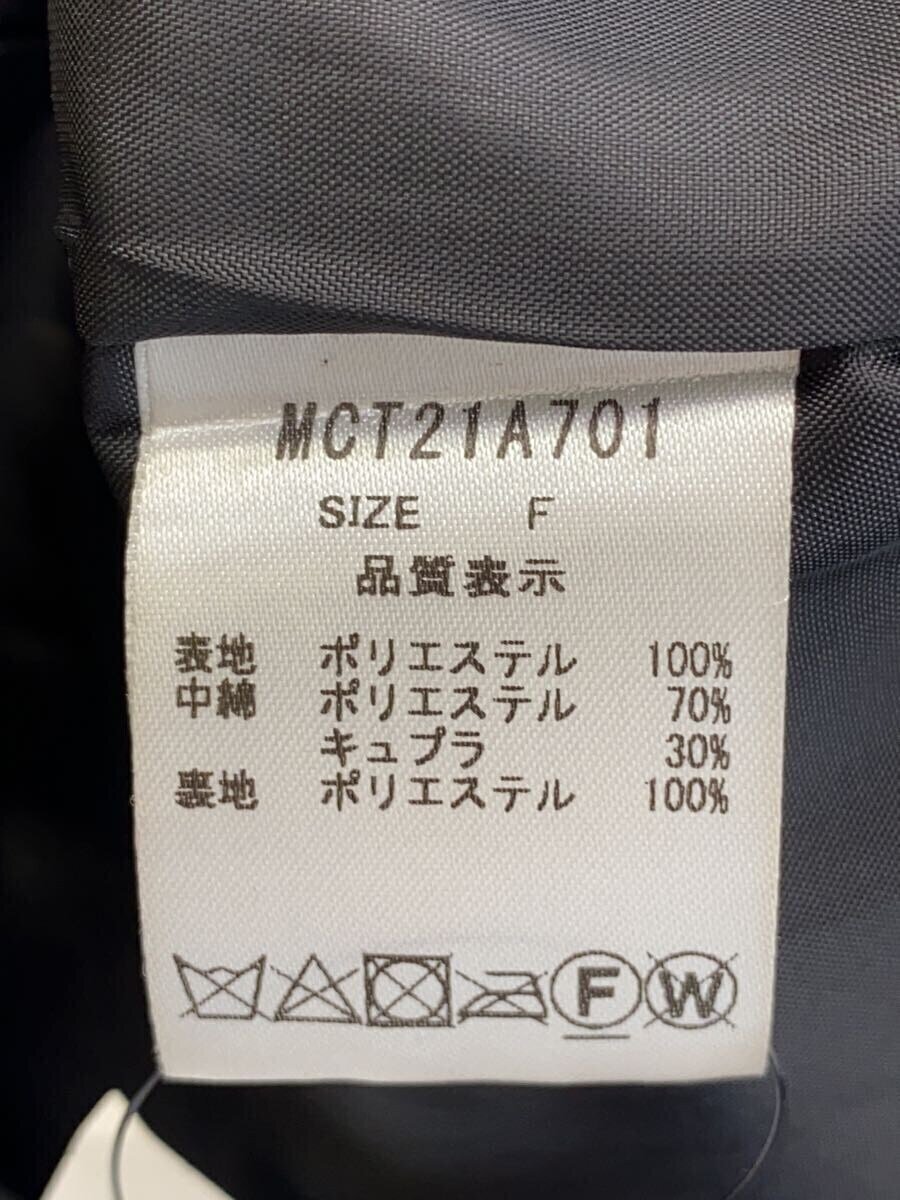 MCT21A701
SIZE F
品質表示
表地 ポリエステル 100%
中綿 ポリエステル 70%
キュプラ 30%
裏地 ポリエステル 100%
F W